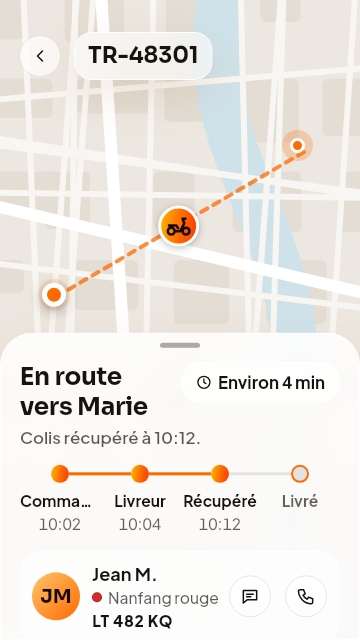 TR-48301
En route
vers Marie
Environ 4 min
Colis récupéré à 10:12.
Comma... Livreur Récupéré Livré
10:02 10:04 10:12
Jean M.
JM
Nanfang rouge
LT 482 KQ